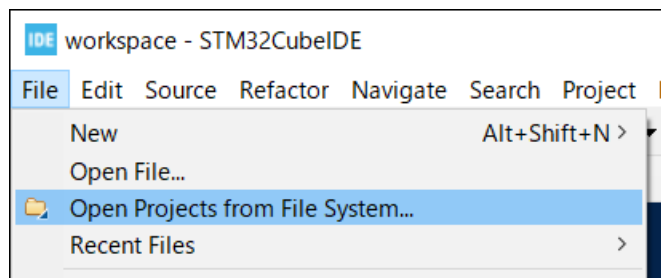 IDE workspace - STM32CubeIDE
File Edit Source Refactor Navigate Search Project
New Alt+Shift+N >
Open File...
Open Projects from File System...
Recent Files >